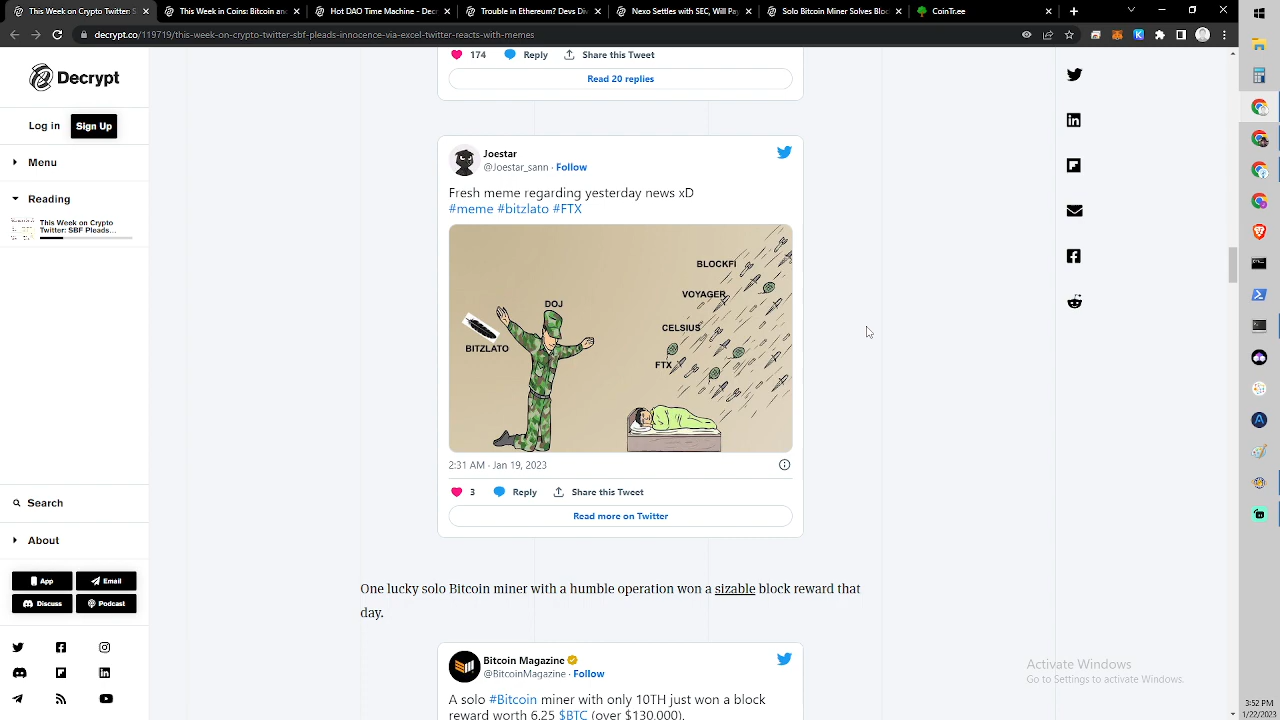 This Week on Crypto Twitter: S
This Week in Coins: Bitcoin and
Hot DAO Time Machine - Decr
Trouble in Ethereum? Devs Div
Nexo Settles with SEC, Will Pay
Solo Bitcoin Miner Solves Bloc
CoinTree
decrypt.co/119719/this-week-on-crypto-twitter-sbf-pleads-innocence-via-excel-twitter-reacts-with-memes
Decrypt
Log in
Sign Up
Menu
Reading
This Week on Crypto
Twitter: SBF Pleads...
Search
About
App
Email
Discuss
Podcast
174
Reply
Share this Tweet
Read 20 replies
Joestar
@Joestar_sann · Follow
Fresh meme regarding yesterday news xD
#meme #bitzlato #FTX
BLOCKFI
VOYAGER
DOJ
CELSIUS
BITZLATO
FTX
2:31 AM · Jan 19, 2023
3
Reply
Share this Tweet
Read more on Twitter
One lucky solo Bitcoin miner with a humble operation won a sizable block reward that
day.
Bitcoin Magazine
@BitcoinMagazine · Follow
A solo #Bitcoin miner with only 10TH just won a block
reward worth 6.25 $BTC (over $130,000).
Activate Windows
Go to Settings to activate Windows.
3:52 PM
1/22/2023